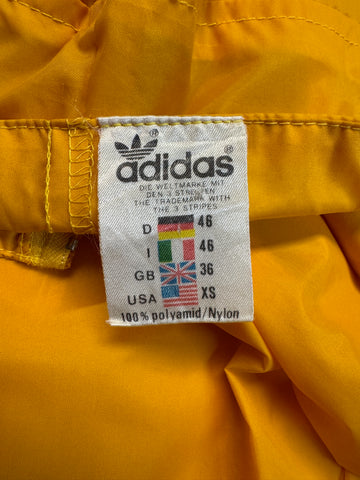 ®
adidas®
DIE WELTMARKE MIT
DEN 3 STREIFEN
THE TRADEMARK WITH
THE 3 STRIPES
D 46
I 46
GB 36
USA XS
100% polyamid/Nylon